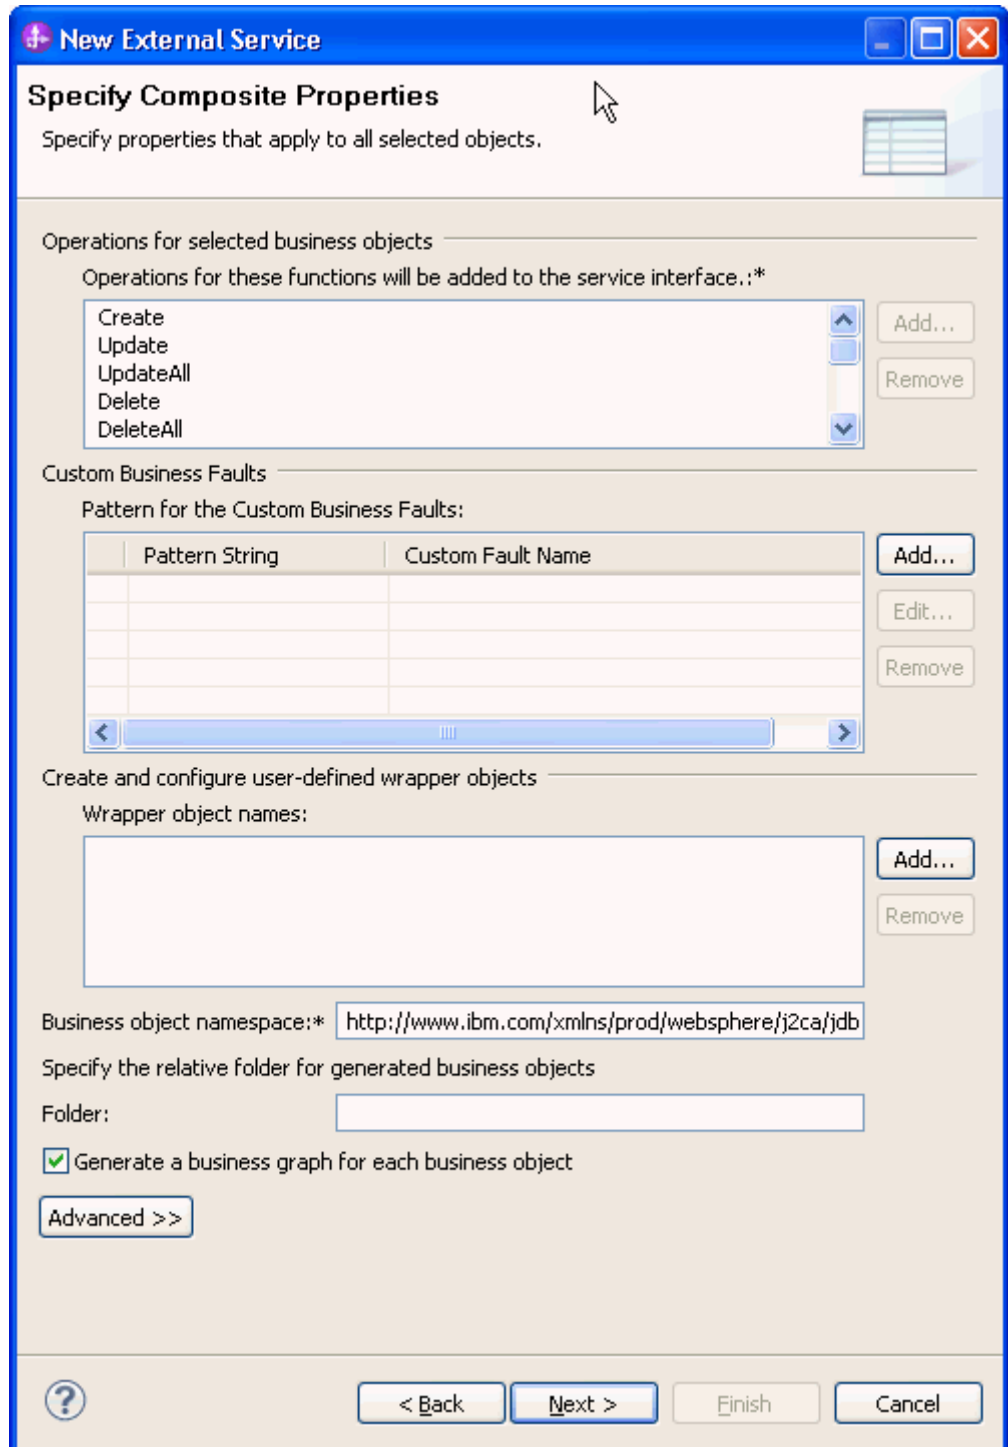 New External Service
Specify Composite Properties
Specify properties that apply to all selected objects.
Operations for selected business objects
Operations for these functions will be added to the service interface.:*
Create
Update
UpdateAll
Delete
DeleteAll
Add...
Remove
Custom Business Faults
Pattern for the Custom Business Faults:
Pattern String Custom Fault Name
Add...
Edit...
Remove
Create and configure user-defined wrapper objects
Wrapper object names:
Add...
Remove
Business object namespace:* http://www.ibm.com/xmlns/prod/websphere/j2ca/jdb
Specify the relative folder for generated business objects
Folder:
Generate a business graph for each business object
Advanced >>
? < Back Next > Finish Cancel